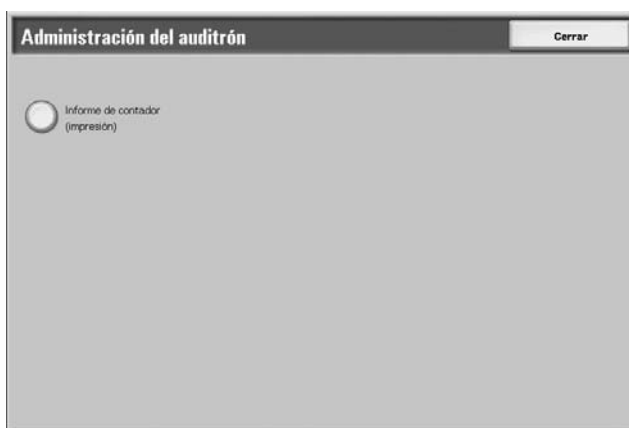 Administración del auditrón
Cerrar
Informe de contador
(impresión)